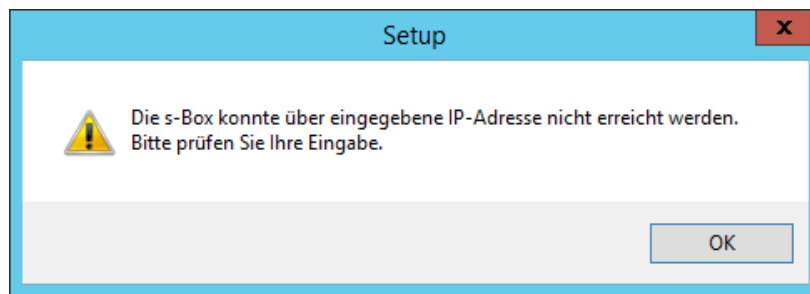 Setup
x
Die s-Box konnte über eingegebene IP-Adresse nicht erreicht werden.
Bitte prüfen Sie Ihre Eingabe.
OK